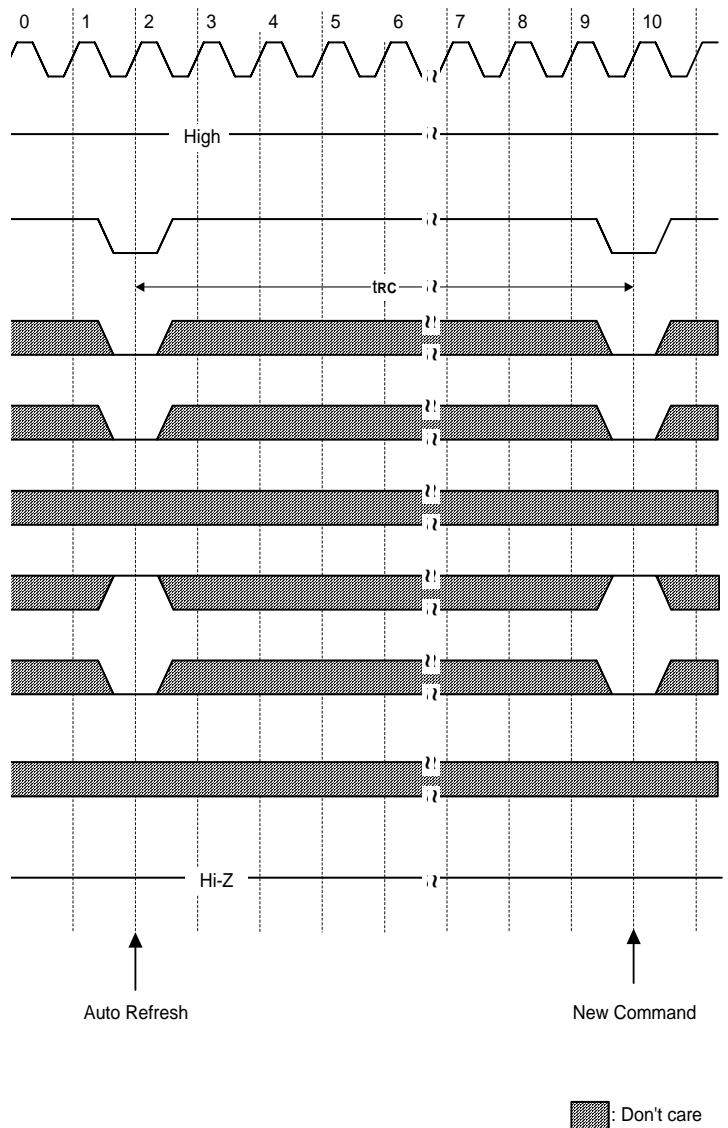 0 1 2 3 4 5 6 7 8 9 10
High
tRC
Hi-Z
Auto Refresh New Command
: Don't care